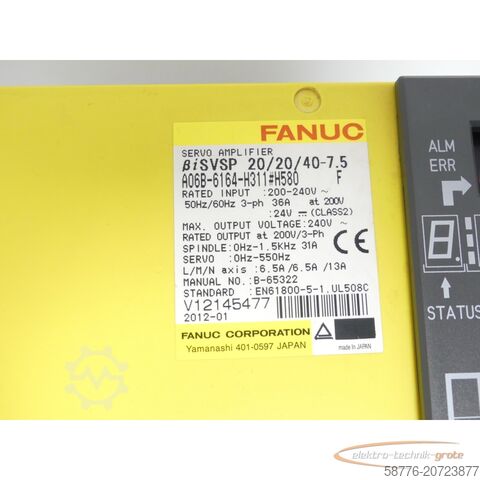 FANUC
SERVO AMPLIFIER
βiSVSP 20/20/40-7.5
A06B-6164-H311#H580 F
RATED INPUT :200-240V~
50Hz/60Hz 3-ph 36A at 200V
:24V⎓(CLASS2)
MAX. OUTPUT VOLTAGE:240V~
RATED OUTPUT at 200V/3-Ph
SPINDLE:0Hz-1.5KHz 31A
SERVO :0Hz-550Hz
L/M/N axis :6.5A/6.5A /13A
MANUAL NO.:B-65322
STANDARD :EN61800-5-1.UL508C
V12145477
2012-01
CE
FANUC CORPORATION
Yamanashi 401-0597 JAPAN
made in JAPAN
ALM
ERR
STATUS
elektro-technik-grote
58776-20723877